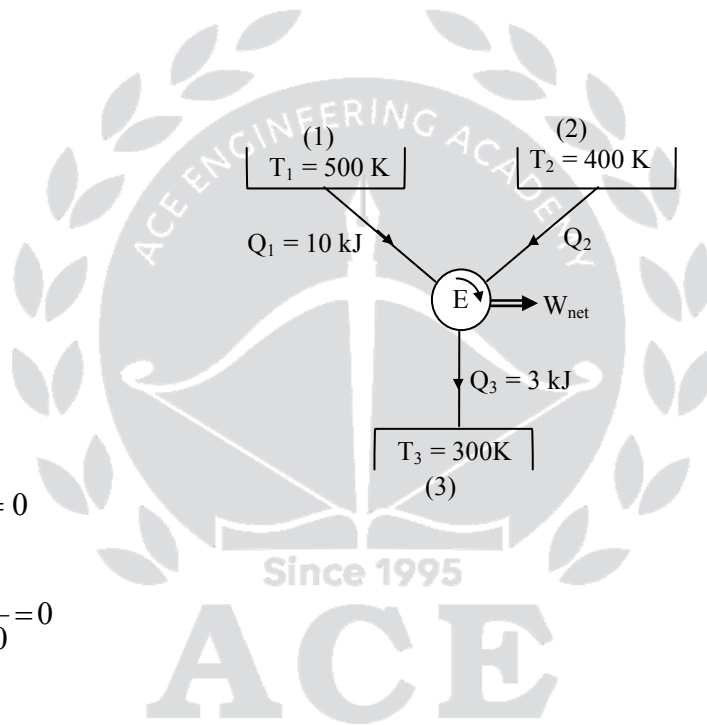 ACE ENGINEERING ACADEMY
(1)
T₁ = 500 K
(2)
T₂ = 400 K
Q₁ = 10 kJ
Q₂
E
Wnet
Q₃ = 3 kJ
T₃ = 300K
(3)
= 0
Since 1995
0 = 0
ACE